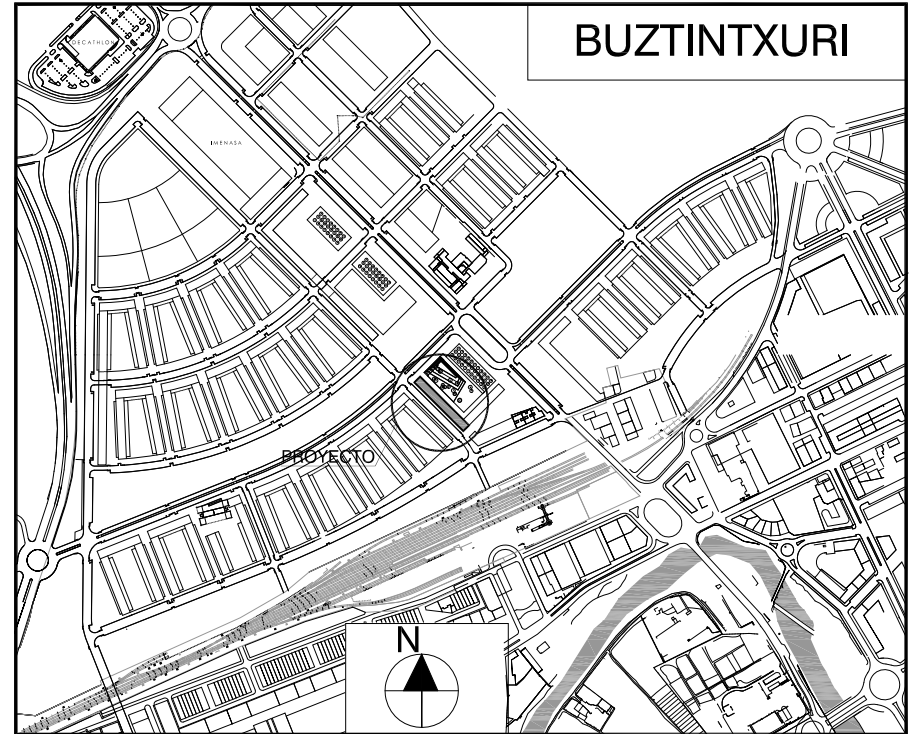 BUZTINTXURI
DECATHLON
IMENASA
PROYECTO
N